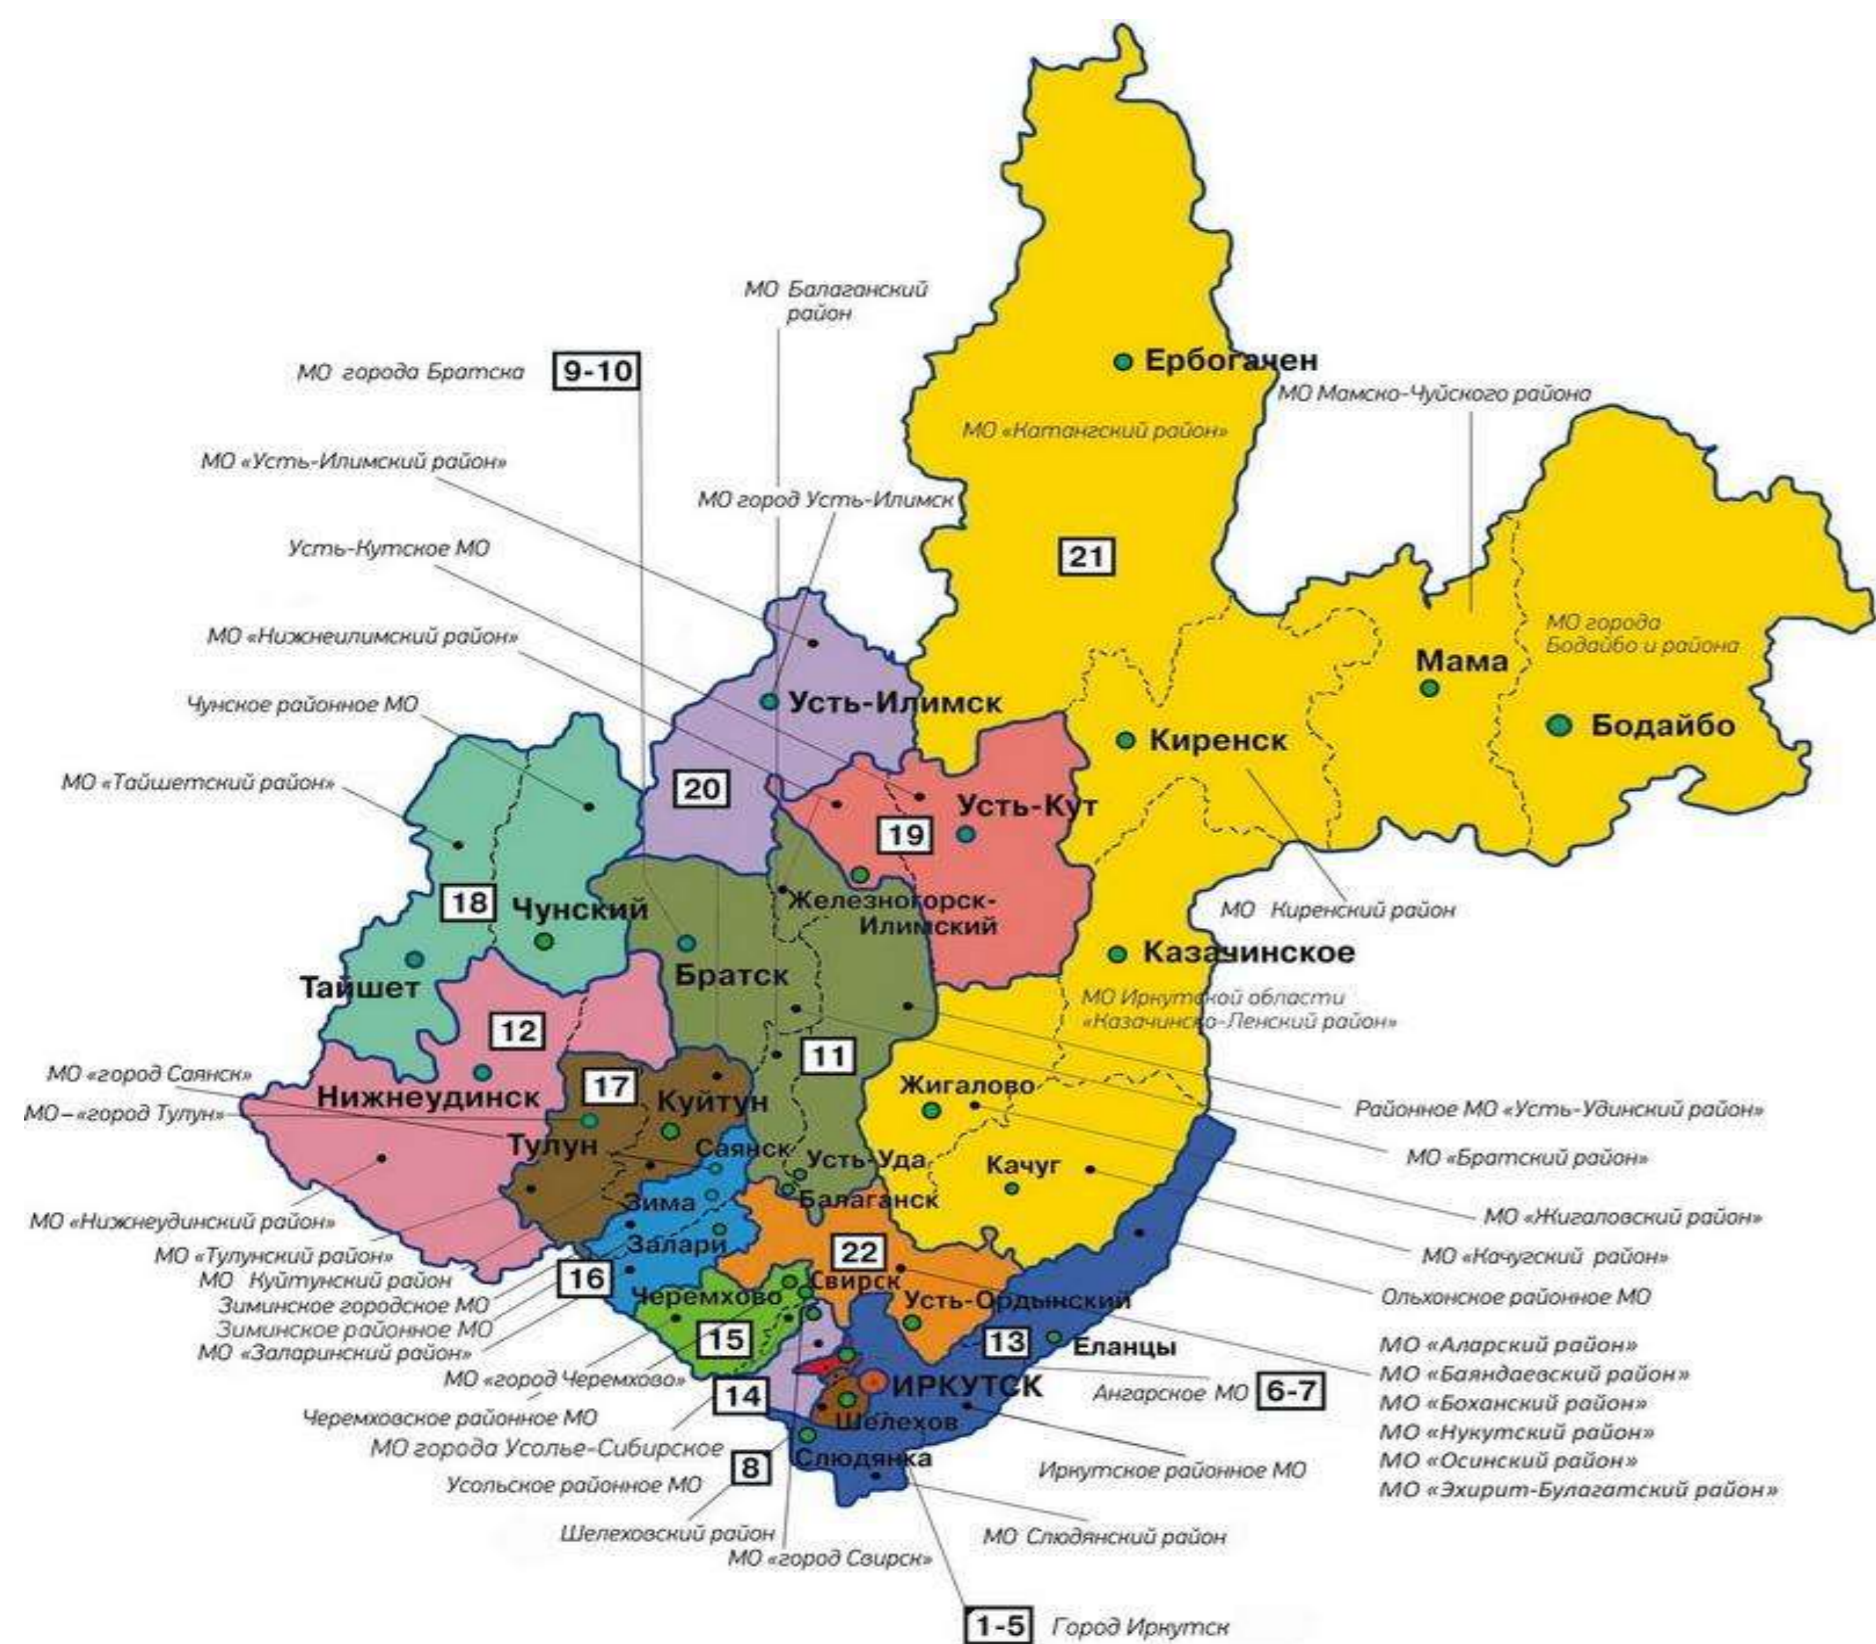 МО Балаганский
район
МО города Братска
9-10
Ербогачен
МО Мамско-Чуйского района
МО «Катангский район»
МО «Усть-Илимский район»
МО город Усть-Илимск
Усть-Кутское МО
21
МО «Нижнеилимский район»
МО города
Бодайбо и района
Мама
Чунское районное МО
Усть-Илимск
Киренск
Бодайбо
МО «Тайшетский район»
20
Усть-Кут
19
18
Чунский
Железногорск-
Илимский
МО Киренский район
Тайшет
Братск
Казачинское
МО Иркутской области
«Казачинско-Ленский район»
12
11
МО «город Саянск»
17
Нижнеудинск
Куйтун
Жигалово
МО–«город Тулун»
Районное МО «Усть-Удинский район»
Тулун
Саянск
Усть-Уда
Качуг
МО «Братский район»
Зима
Балаганск
МО «Нижнеудинский район»
МО «Жигаловский район»
Залари
22
МО «Тулунский район»
МО «Качугский район»
МО Куйтунский район
16
Свирск
Зиминское городское МО
Черемхово
Усть-Ордынский
Ольхонское районное МО
Зиминское районное МО
15
13
Еланцы
МО «Заларинский район»
МО «Аларский район»
МО «Баяндаевский район»
МО «Боханский район»
МО «Нукутский район»
МО «Осинский район»
МО «Эхирит-Булагатский район»
МО «город Черемхово»
14
ИРКУТСК
Ангарское МО
6-7
Черемховское районное МО
Шелехов
МО города Усолье-Сибирское
8
Слюдянка
Иркутское районное МО
Усольское районное МО
Шелеховский район
МО Слюдянский район
МО «город Свирск»
1-5
Город Иркутск